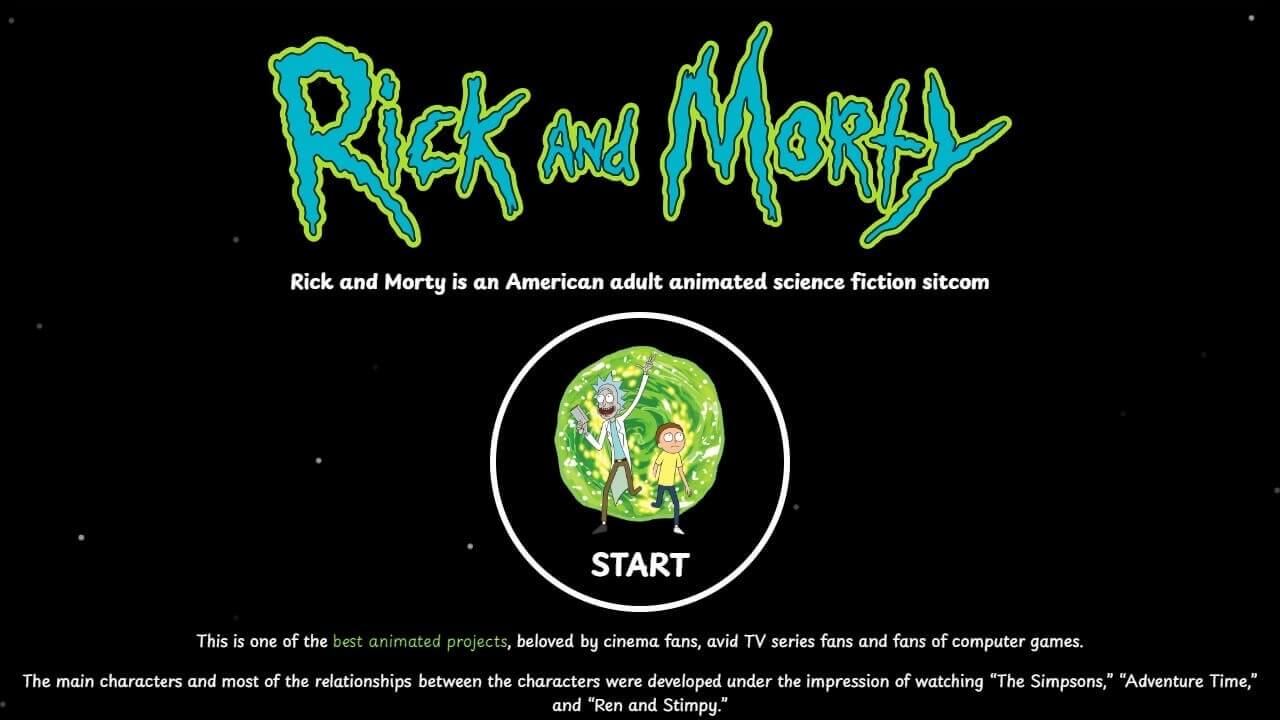 Rick and Morty
Rick and Morty is an American adult animated science fiction sitcom
START
This is one of the best animated projects, beloved by cinema fans, avid TV series fans and fans of computer games.
The main characters and most of the relationships between the characters were developed under the impression of watching “The Simpsons,” “Adventure Time,”
and “Ren and Stimpy.”